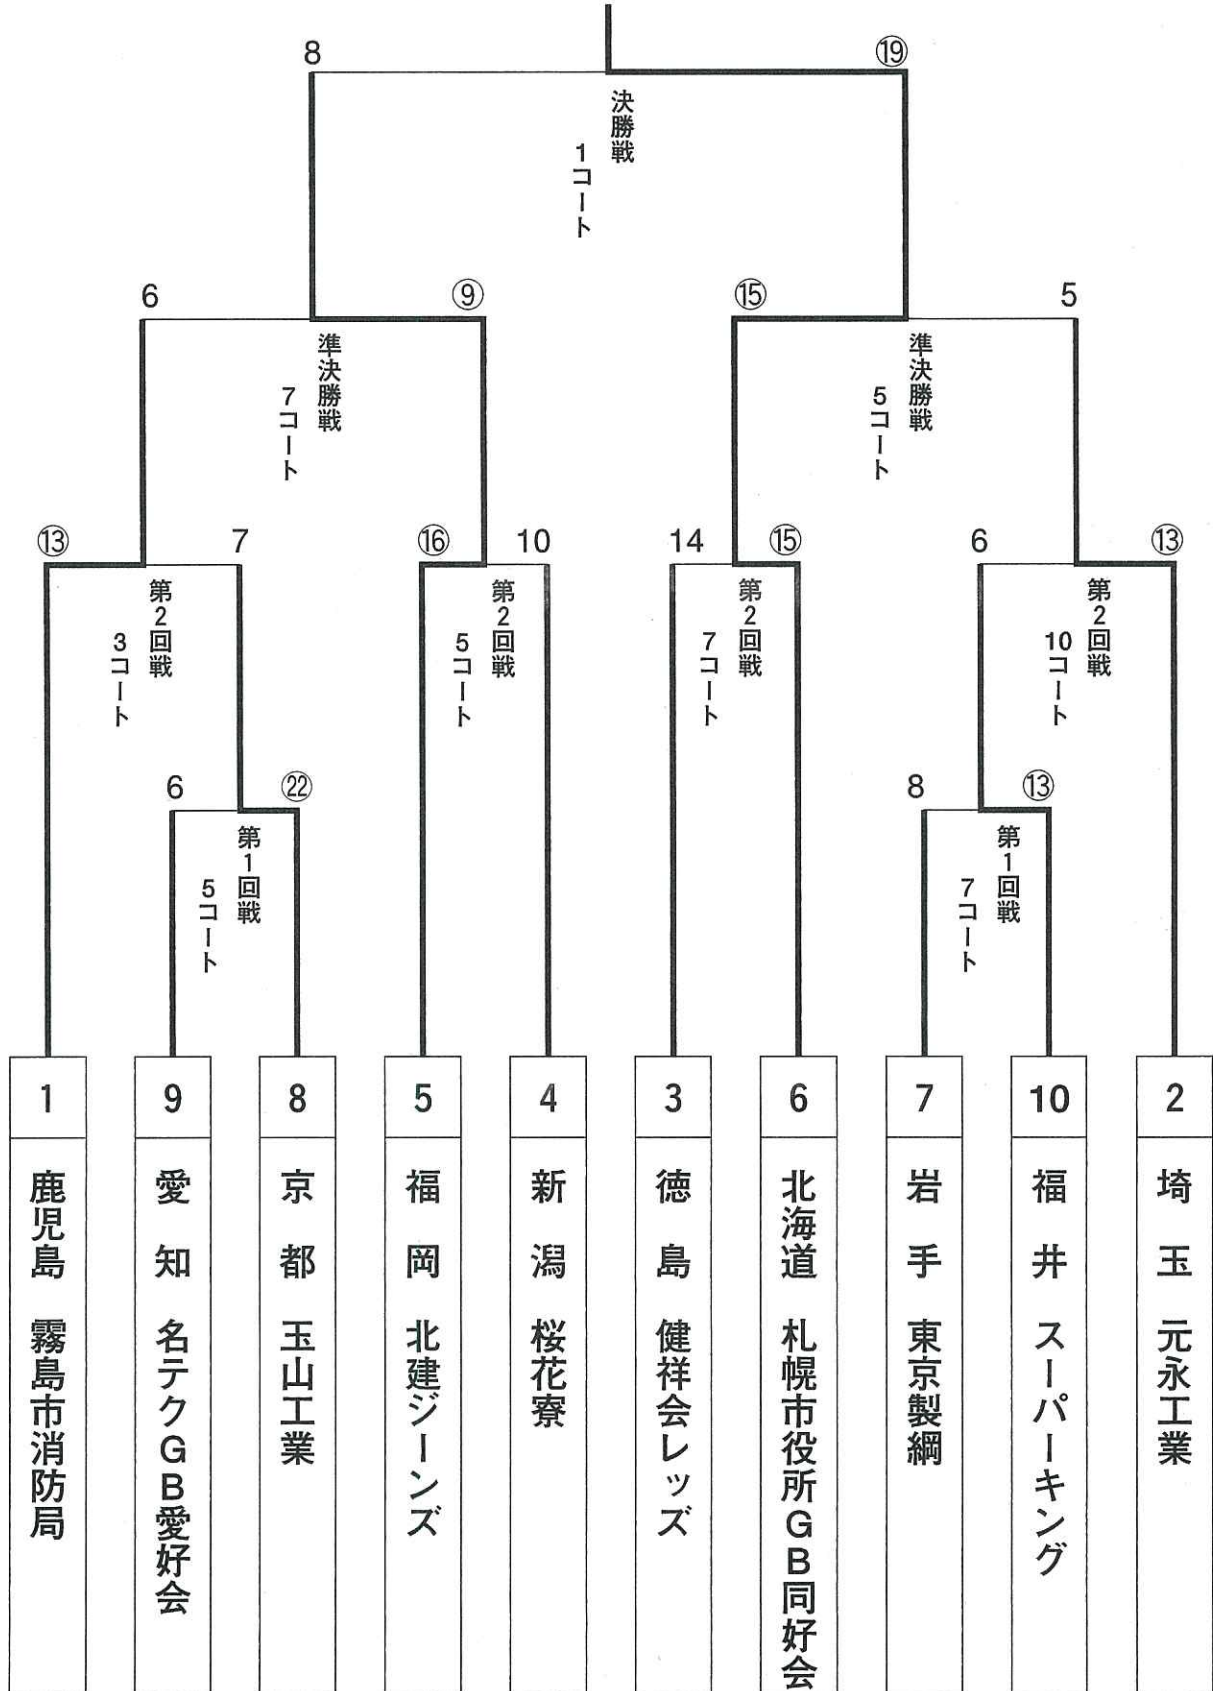 8
⑲
決勝戦
1コート
6
⑨
⑮
5
準決勝戦
7コート
準決勝戦
5コート
⑬
7
⑯
10
14
⑮
6
⑬
第2回戦
3コート
第2回戦
5コート
第2回戦
7コート
第2回戦
10コート
6
㉒
8
⑬
第1回戦
5コート
第1回戦
7コート
1
鹿児島 霧島市消防局
9
愛知 名テクGB愛好会
8
京都 玉山工業
5
福岡 北建ジーンズ
4
新潟 桜花寮
3
徳島 健祥会レッズ
6
北海道 札幌市役所GB同好会
7
岩手 東京製綱
10
福井 スーパーキング
2
埼玉 元永工業